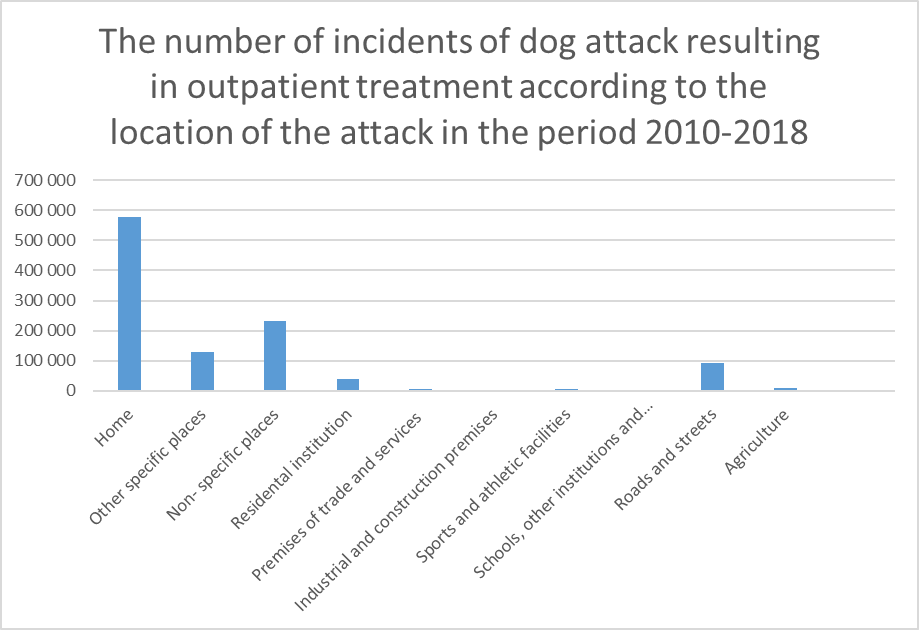 The number of incidents of dog attack resulting
in outpatient treatment according to the
location of the attack in the period 2010-2018
700 000
600 000
500 000
400 000
300 000
200 000
100 000
0
Home
Other specific places
Non- specific places
Residental institution
Premises of trade and services
Industrial and construction premises
Sports and athletic facilities
Schools, other institutions and...
Roads and streets
Agriculture